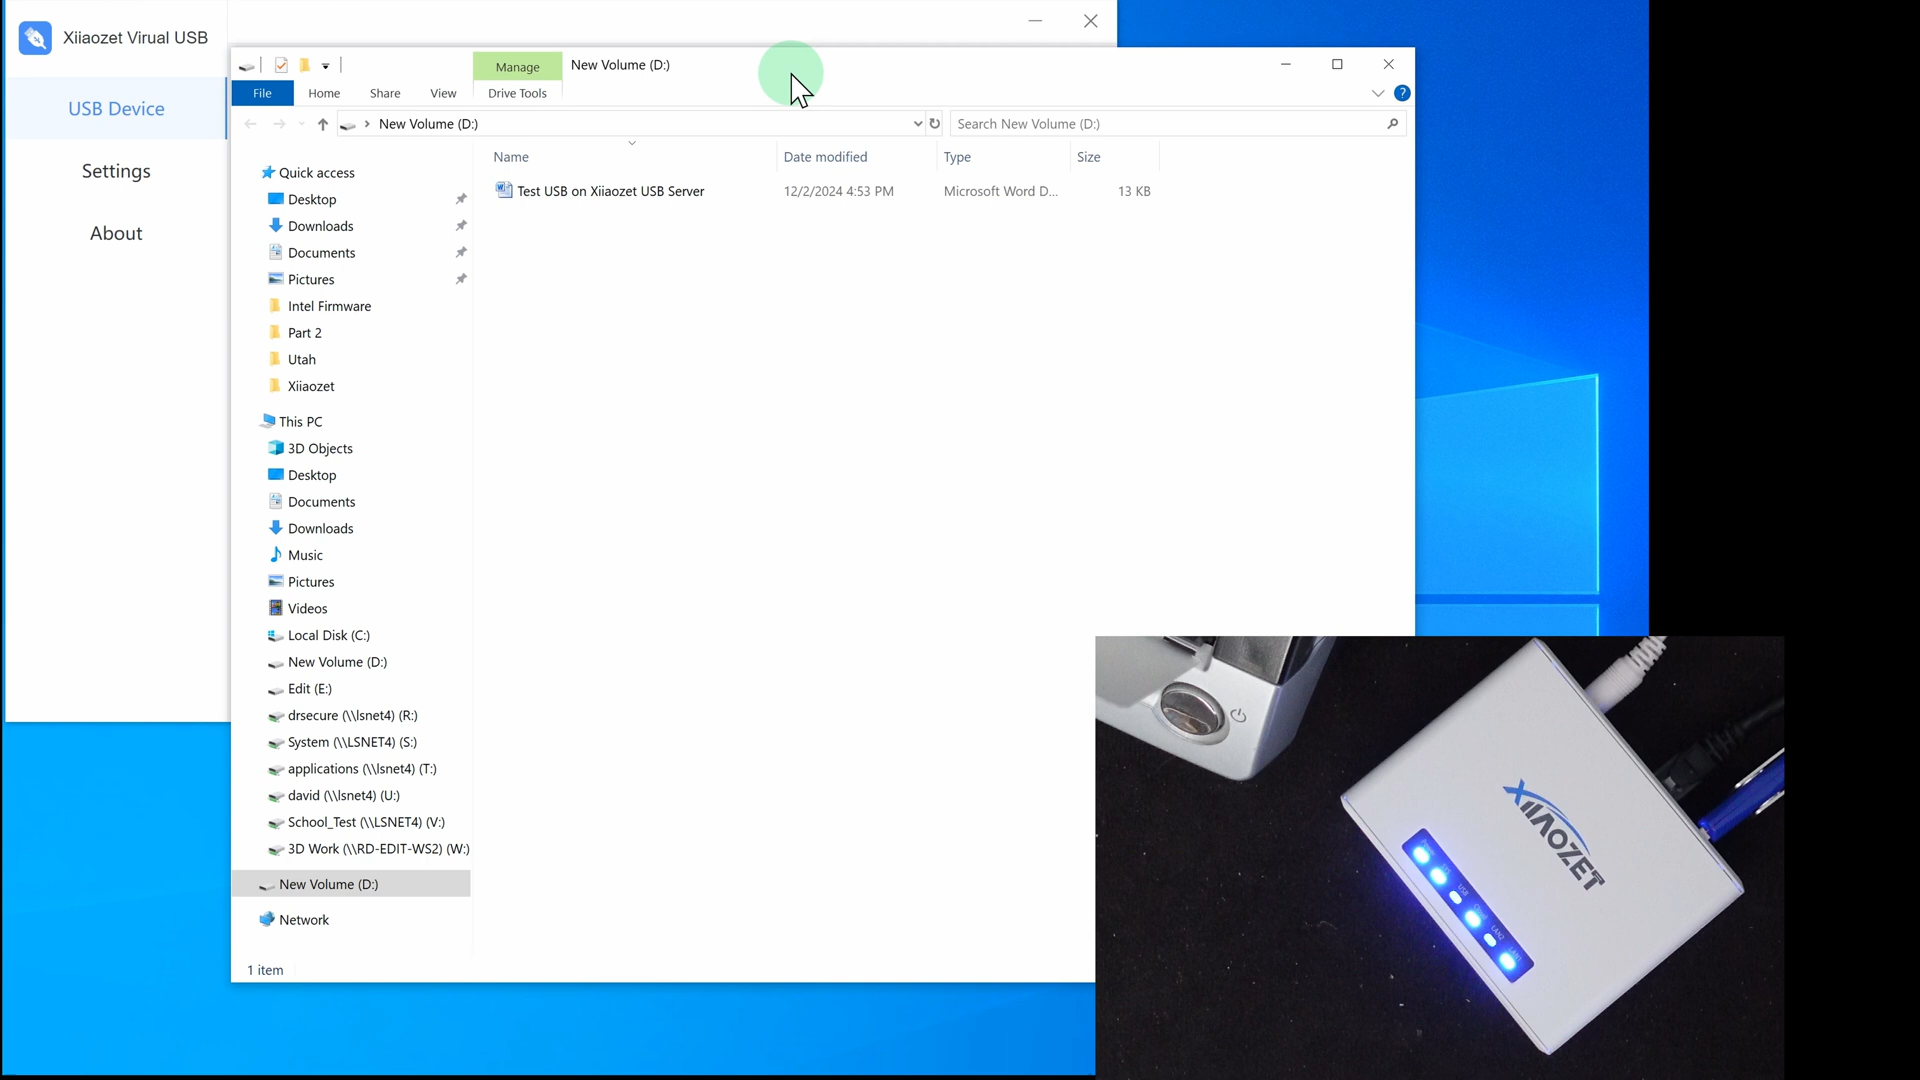 Xiiaozet Virual USB
USB Device
Settings
About
Manage
New Volume (D:)
File
Home
Share
View
Drive Tools
?
New Volume (D:)
Search New Volume (D:)
Name
Date modified
Type
Size
Test USB on Xiiaozet USB Server
12/2/2024 4:53 PM
Microsoft Word D...
13 KB
Quick access
Desktop
Downloads
Documents
Pictures
Intel Firmware
Part 2
Utah
Xiiaozet
This PC
3D Objects
Desktop
Documents
Downloads
Music
Pictures
Videos
Local Disk (C:)
New Volume (D:)
Edit (E:)
drsecure (\\lsnet4) (R:)
System (\\LSNET4) (S:)
applications (\\lsnet4) (T:)
david (\\lsnet4) (U:)
School_Test (\\LSNET4) (V:)
3D Work (\\RD-EDIT-WS2) (W:)
New Volume (D:)
Network
1 item
XIIAOZET
USB
LAN2
LAN1